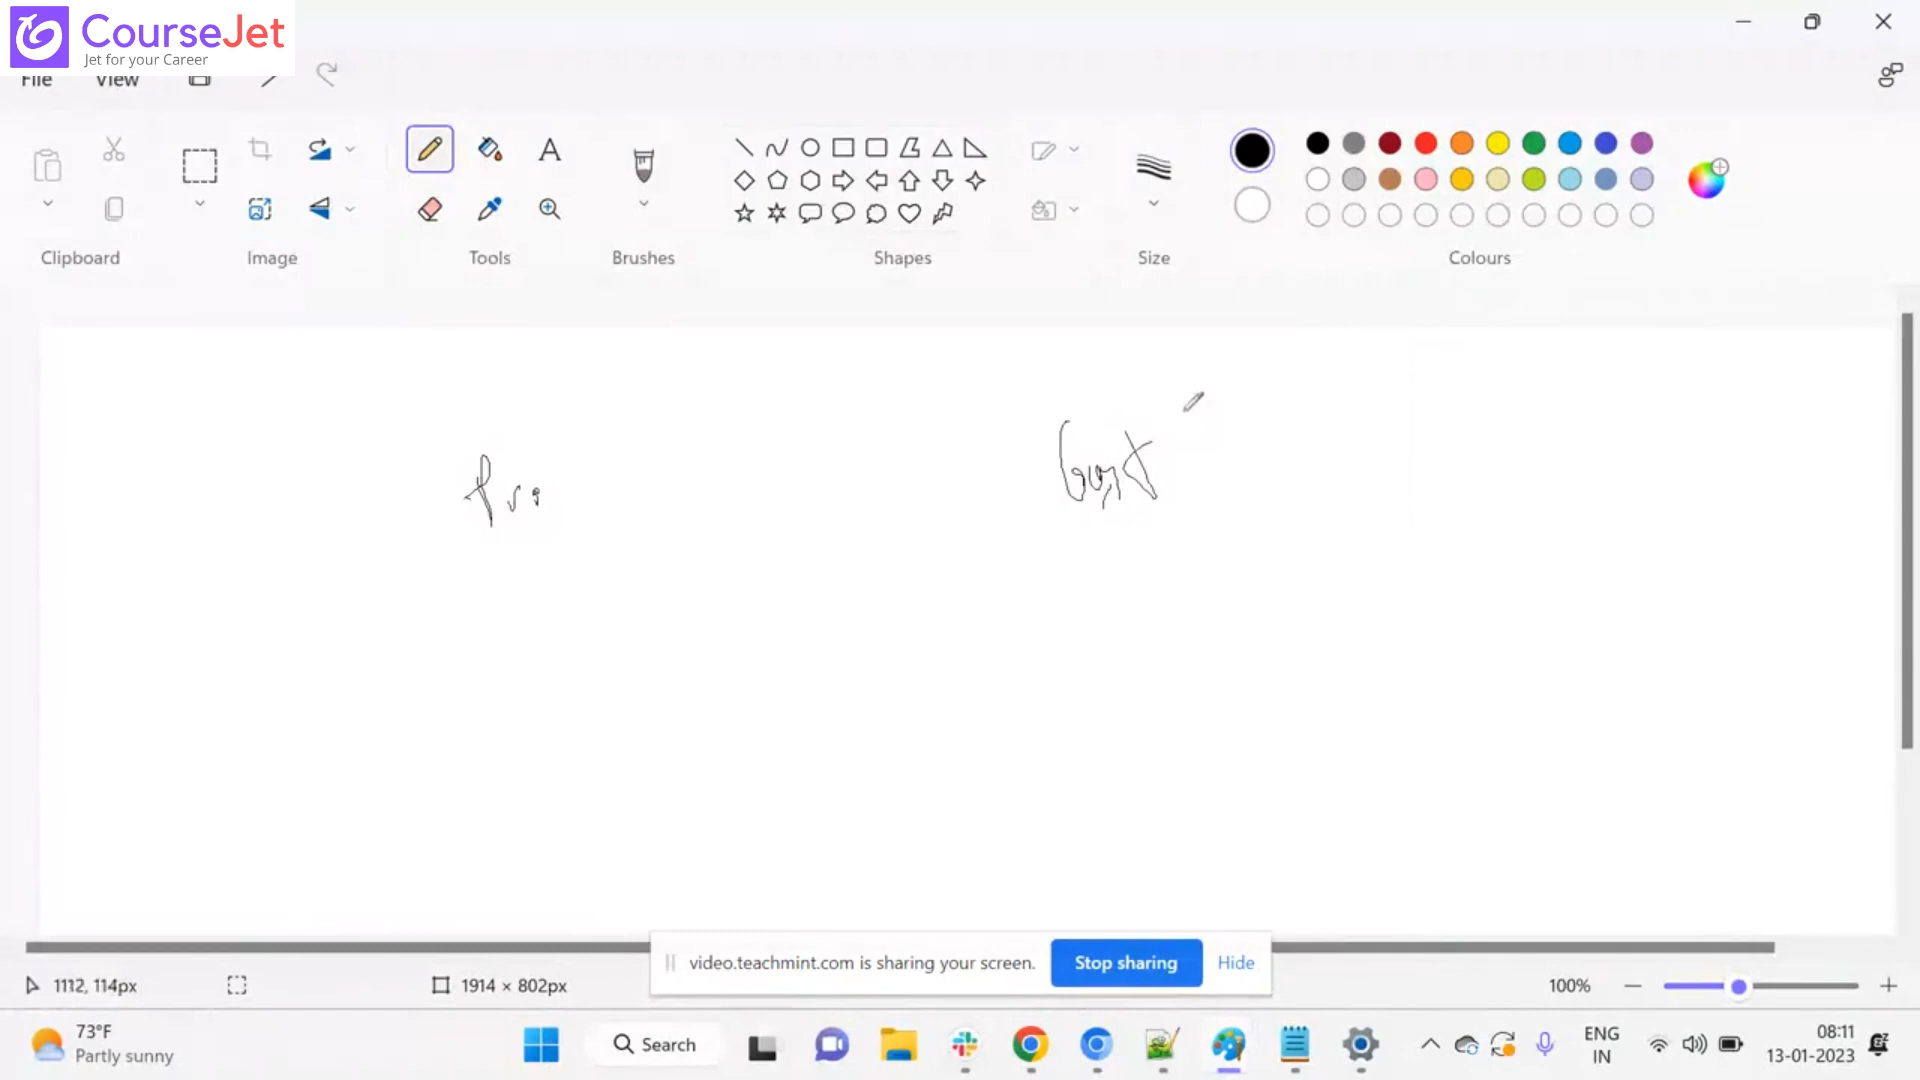 CourseJet
Jet for your Career
File View
Clipboard Image Tools Brushes Shapes Size Colours
video.teachmint.com is sharing your screen. Stop sharing Hide
1112, 114px 1914 × 802px 100%
73°F
Partly sunny
Search
ENG
IN
08:11
13-01-2023